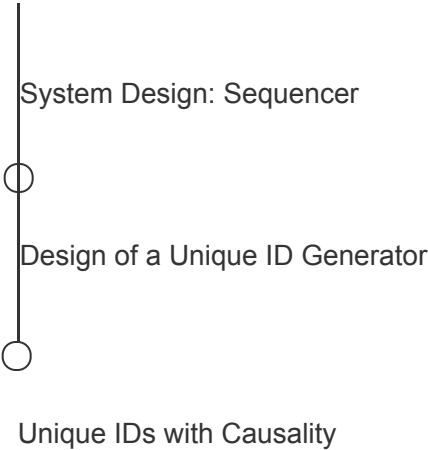 System Design: Sequencer
Design of a Unique ID Generator
Unique IDs with Causality